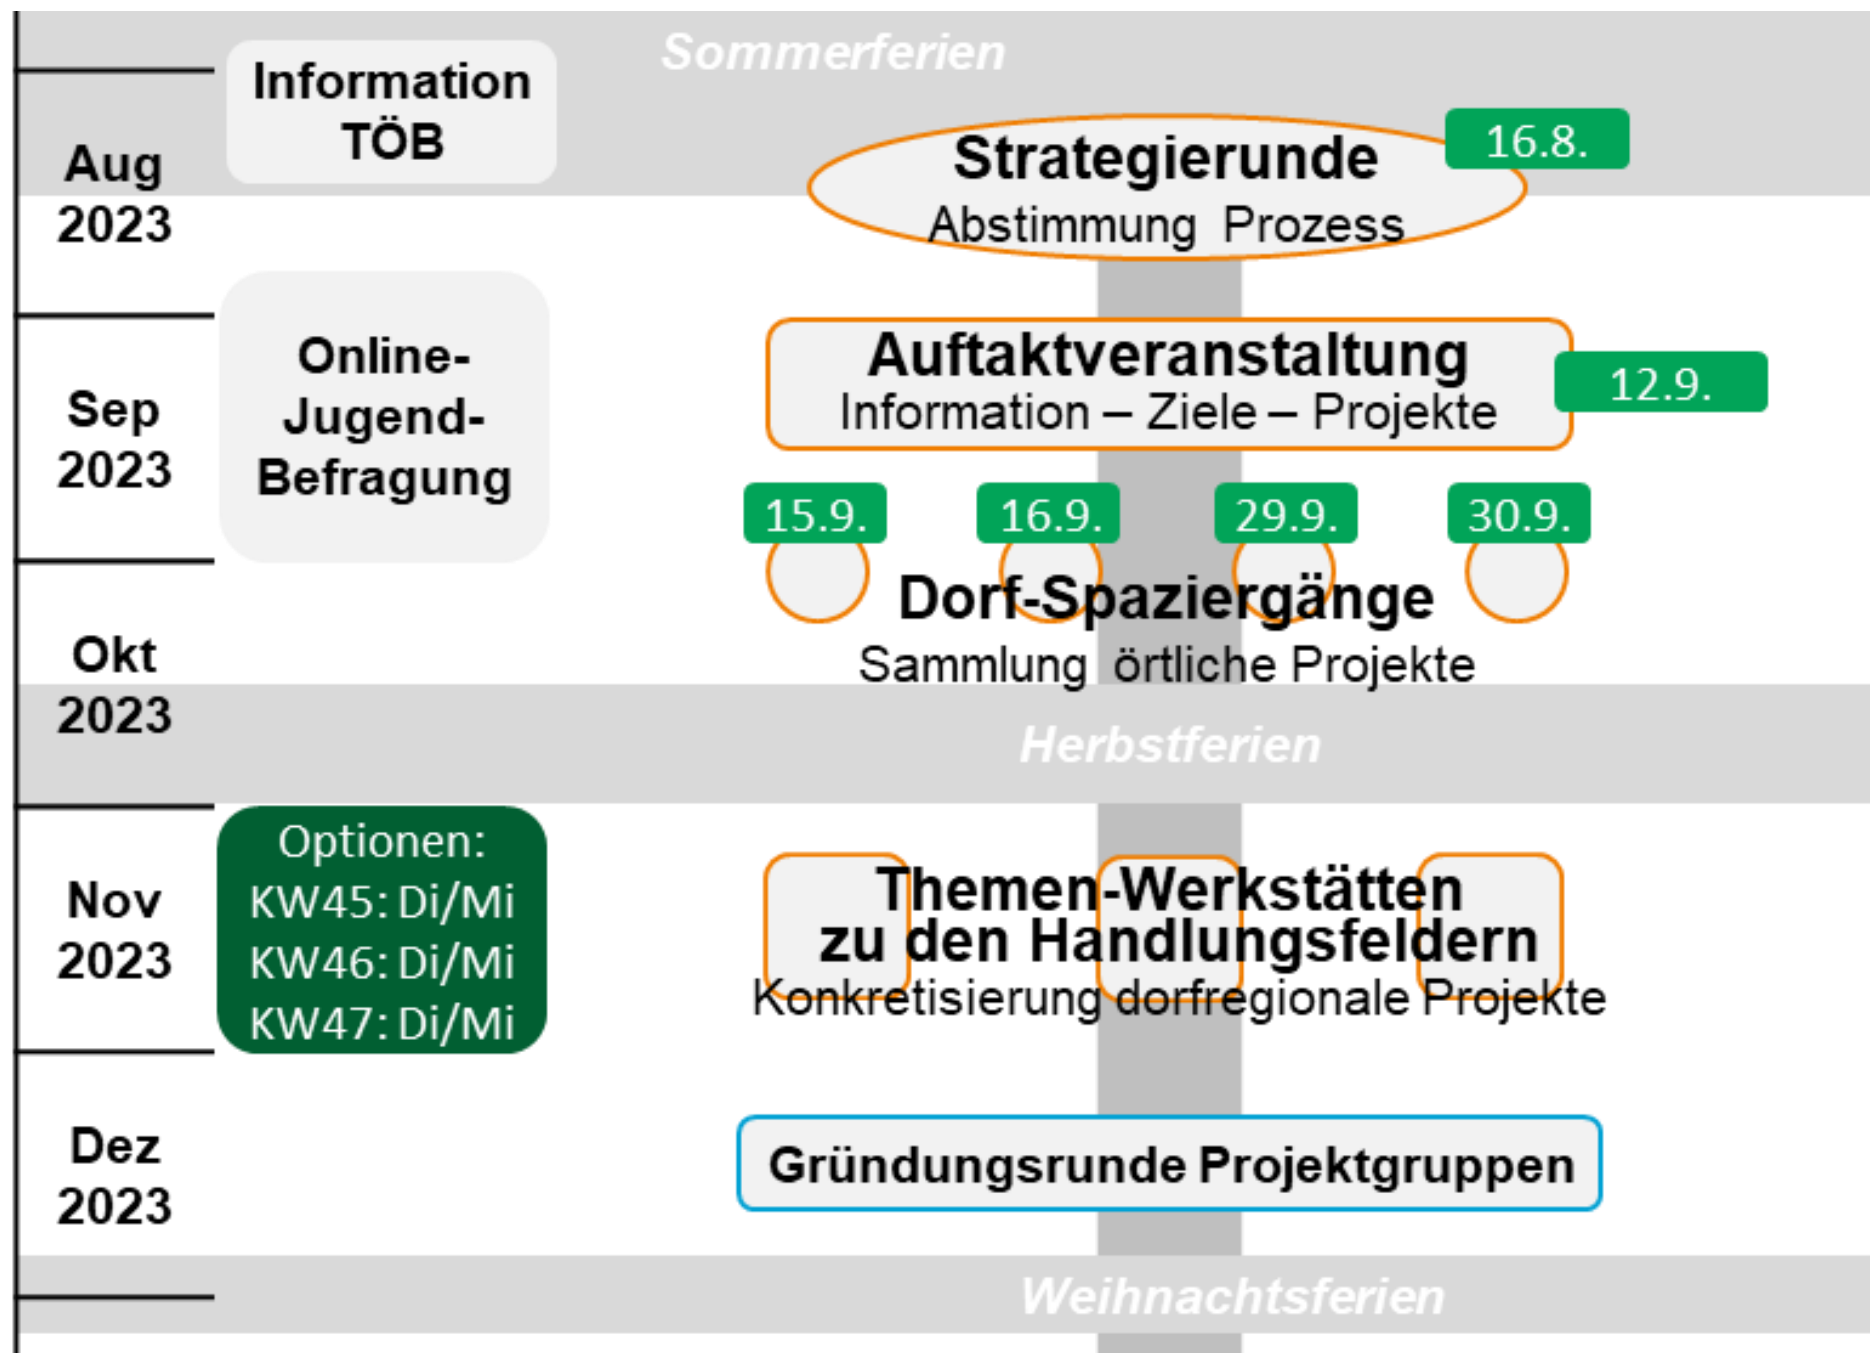 Sommerferien
Information
TÖB
Aug
2023
Strategierunde
16.8.
Abstimmung Prozess
Online-
Jugend-
Befragung
Sep
2023
Auftaktveranstaltung
Information – Ziele – Projekte
12.9.
15.9. 16.9. 29.9. 30.9.
Dorf-Spaziergänge
Sammlung örtliche Projekte
Okt
2023
Herbstferien
Optionen:
KW45: Di/Mi
KW46: Di/Mi
KW47: Di/Mi
Nov
2023
Themen-Werkstätten
zu den Handlungsfeldern
Konkretisierung dorfregionale Projekte
Dez
2023
Gründungsrunde Projektgruppen
Weihnachtsferien